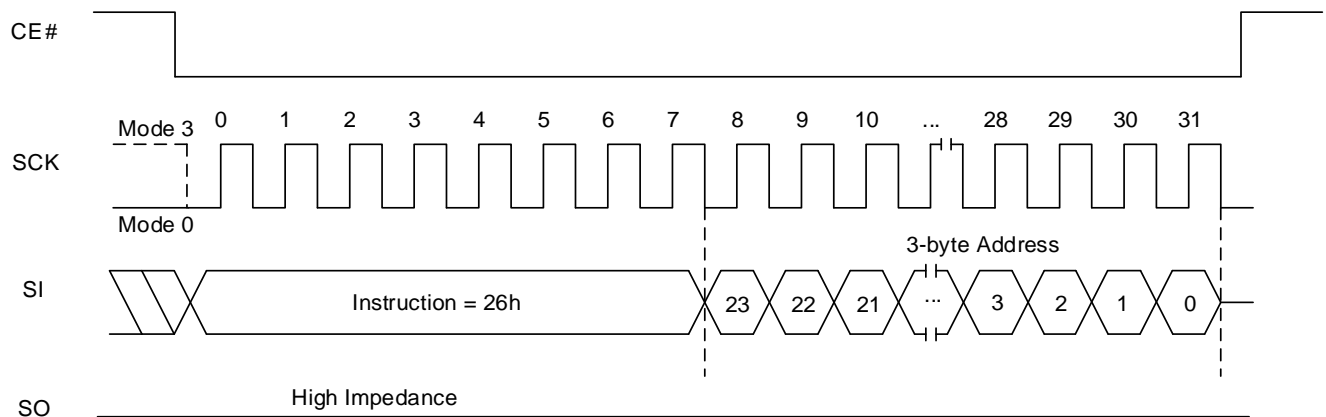 CE#
Mode 3
0 1 2 3 4 5 6 7 8 9 10 ... 28 29 30 31
SCK
Mode 0
3-byte Address
SI
Instruction = 26h 23 22 21 ... 3 2 1 0
High Impedance
SO